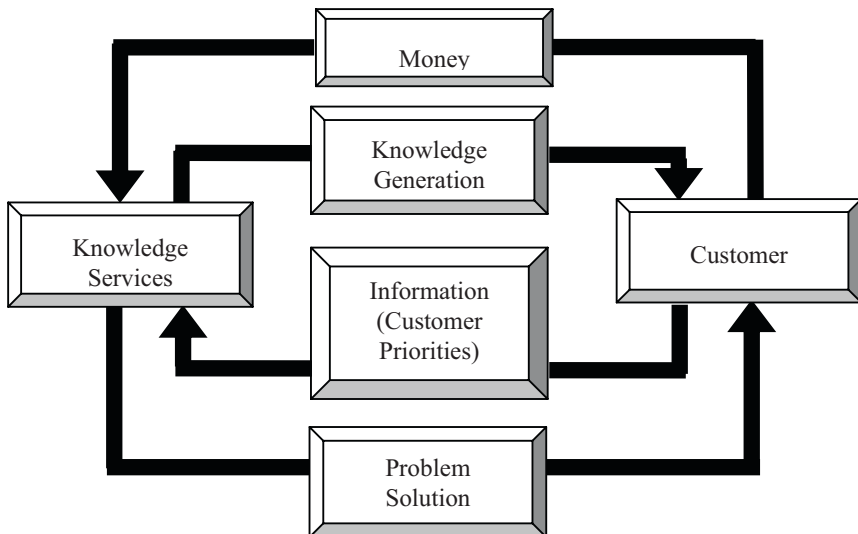 Money
Knowledge
Generation
Knowledge
Services
Customer
Information
(Customer
Priorities)
Problem
Solution